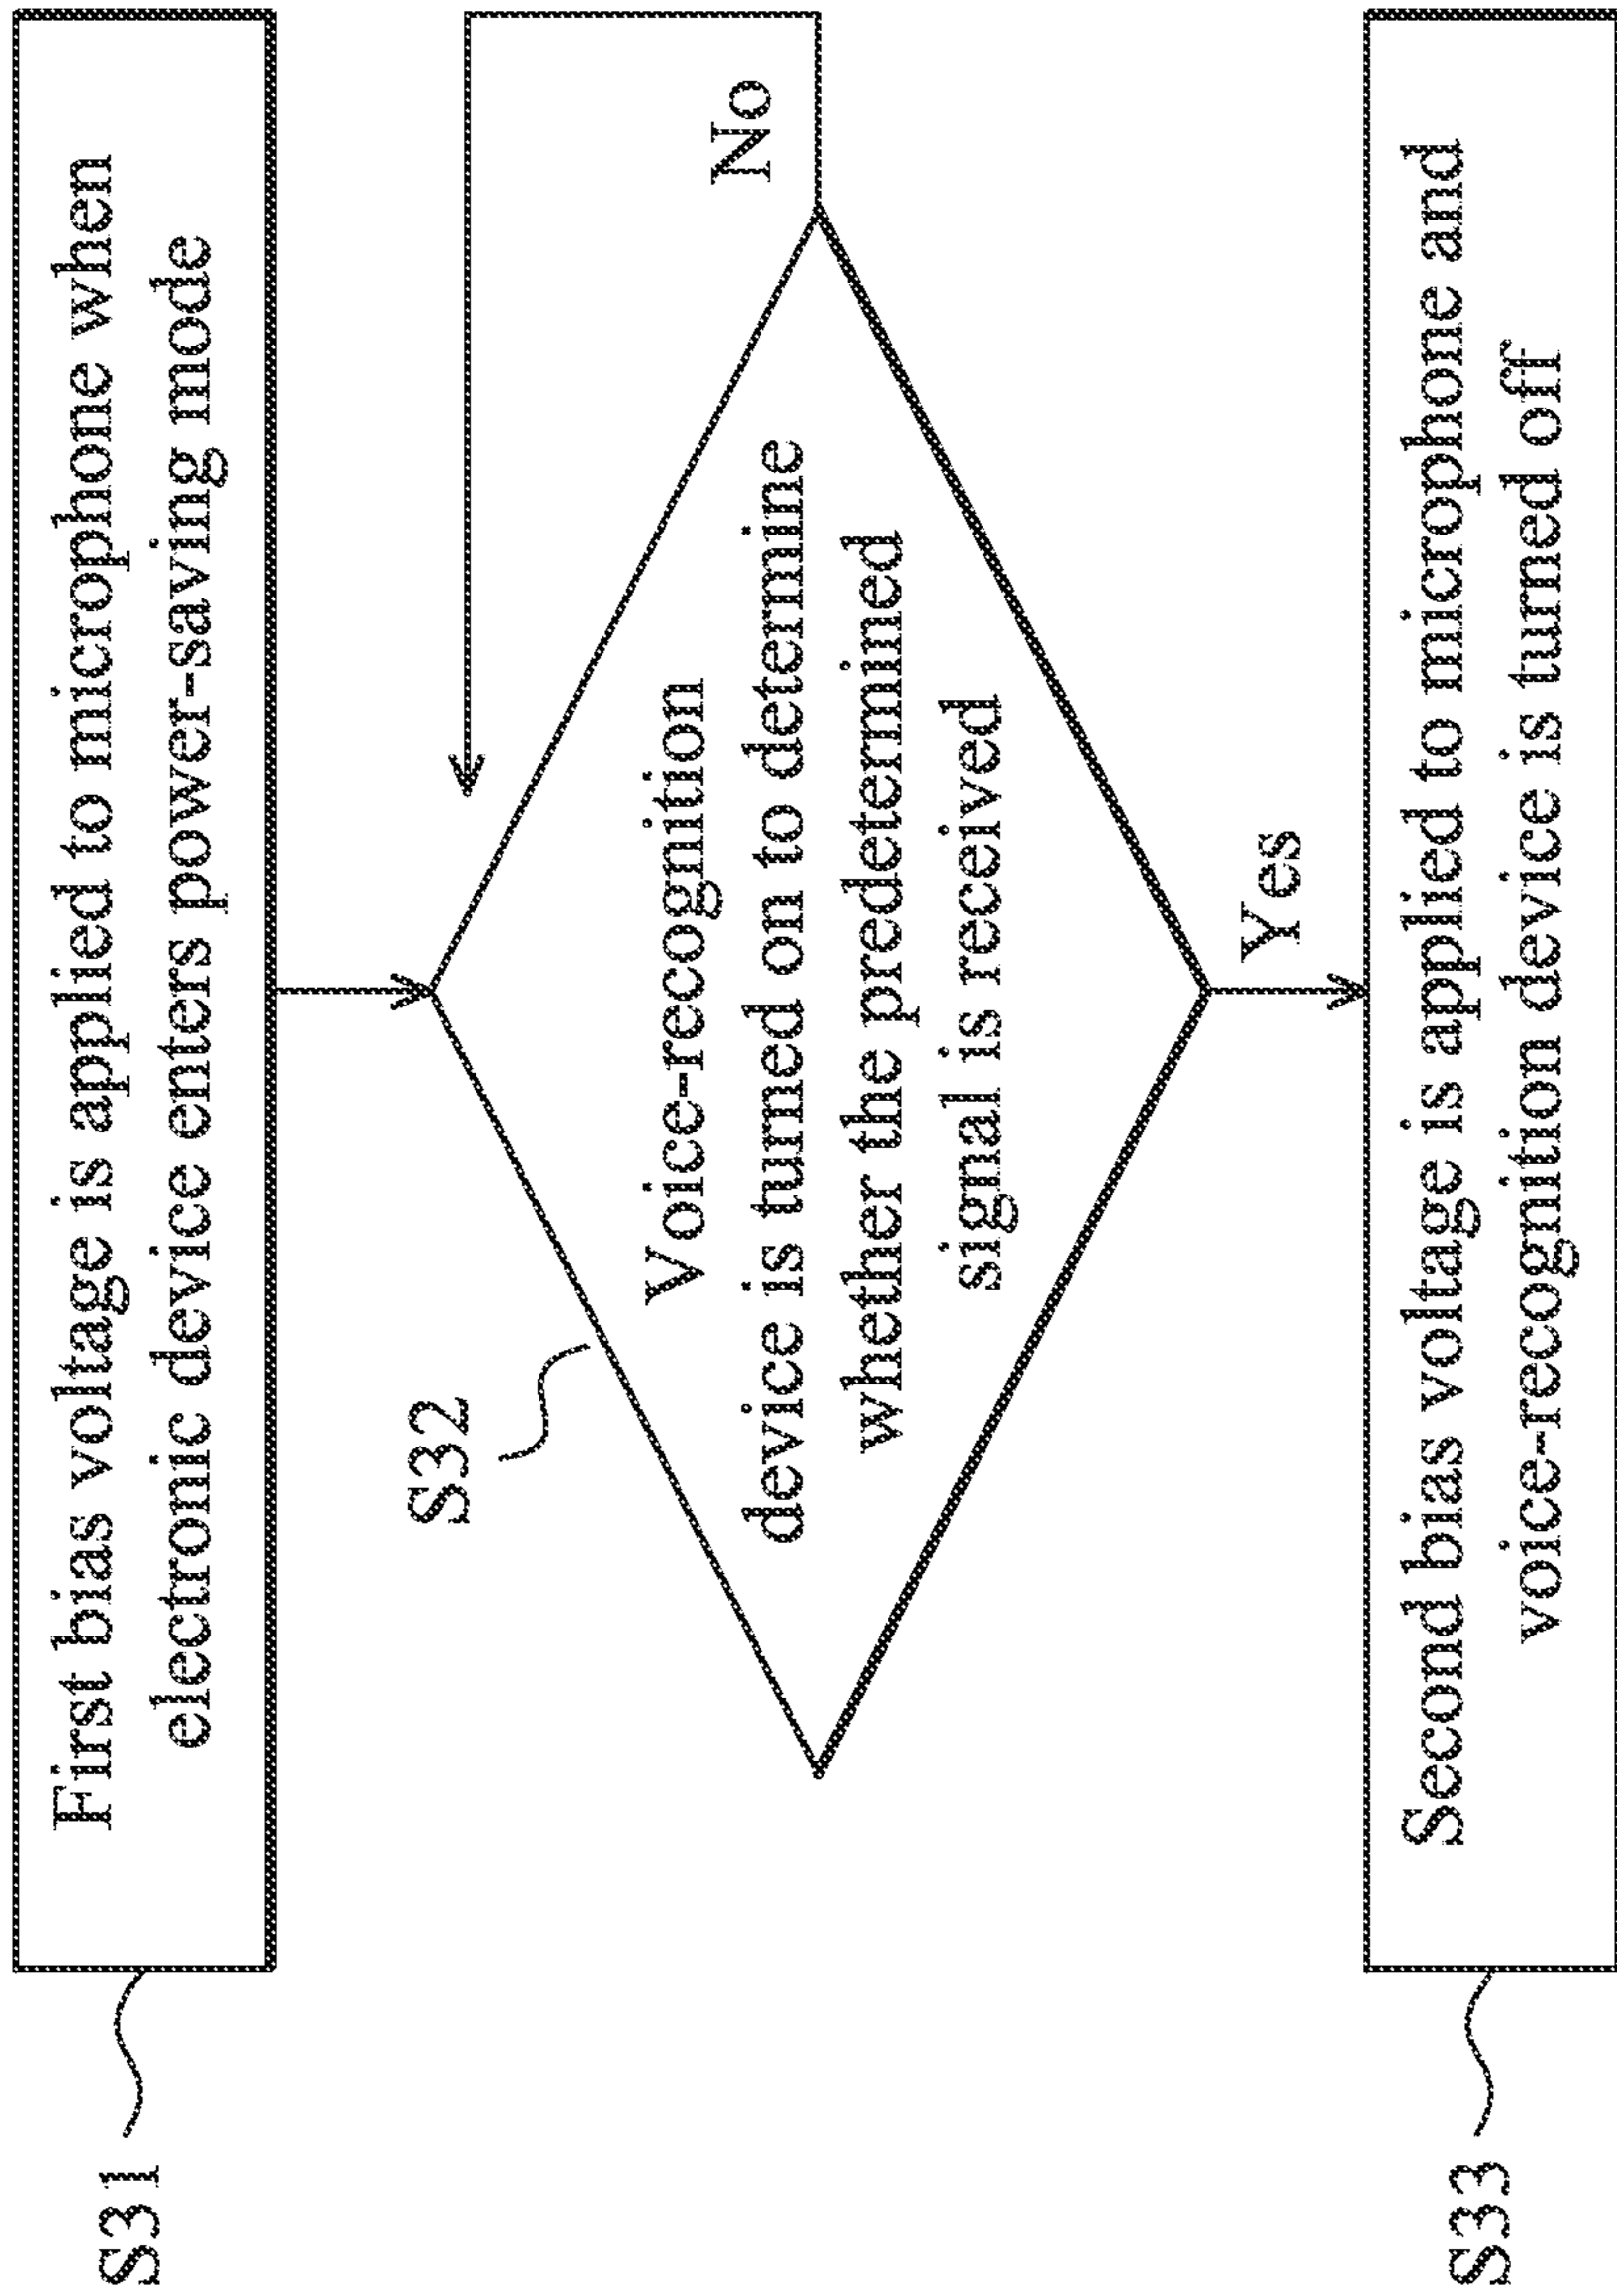 S31
First bias voltage is applied to microphone when
electronic device enters power-saving mode
S32
Voice-recognition
device is turned on to determine
whether the predetermined
signal is received
No
Yes
S33
Second bias voltage is applied to microphone and
voice-recognition device is turned off